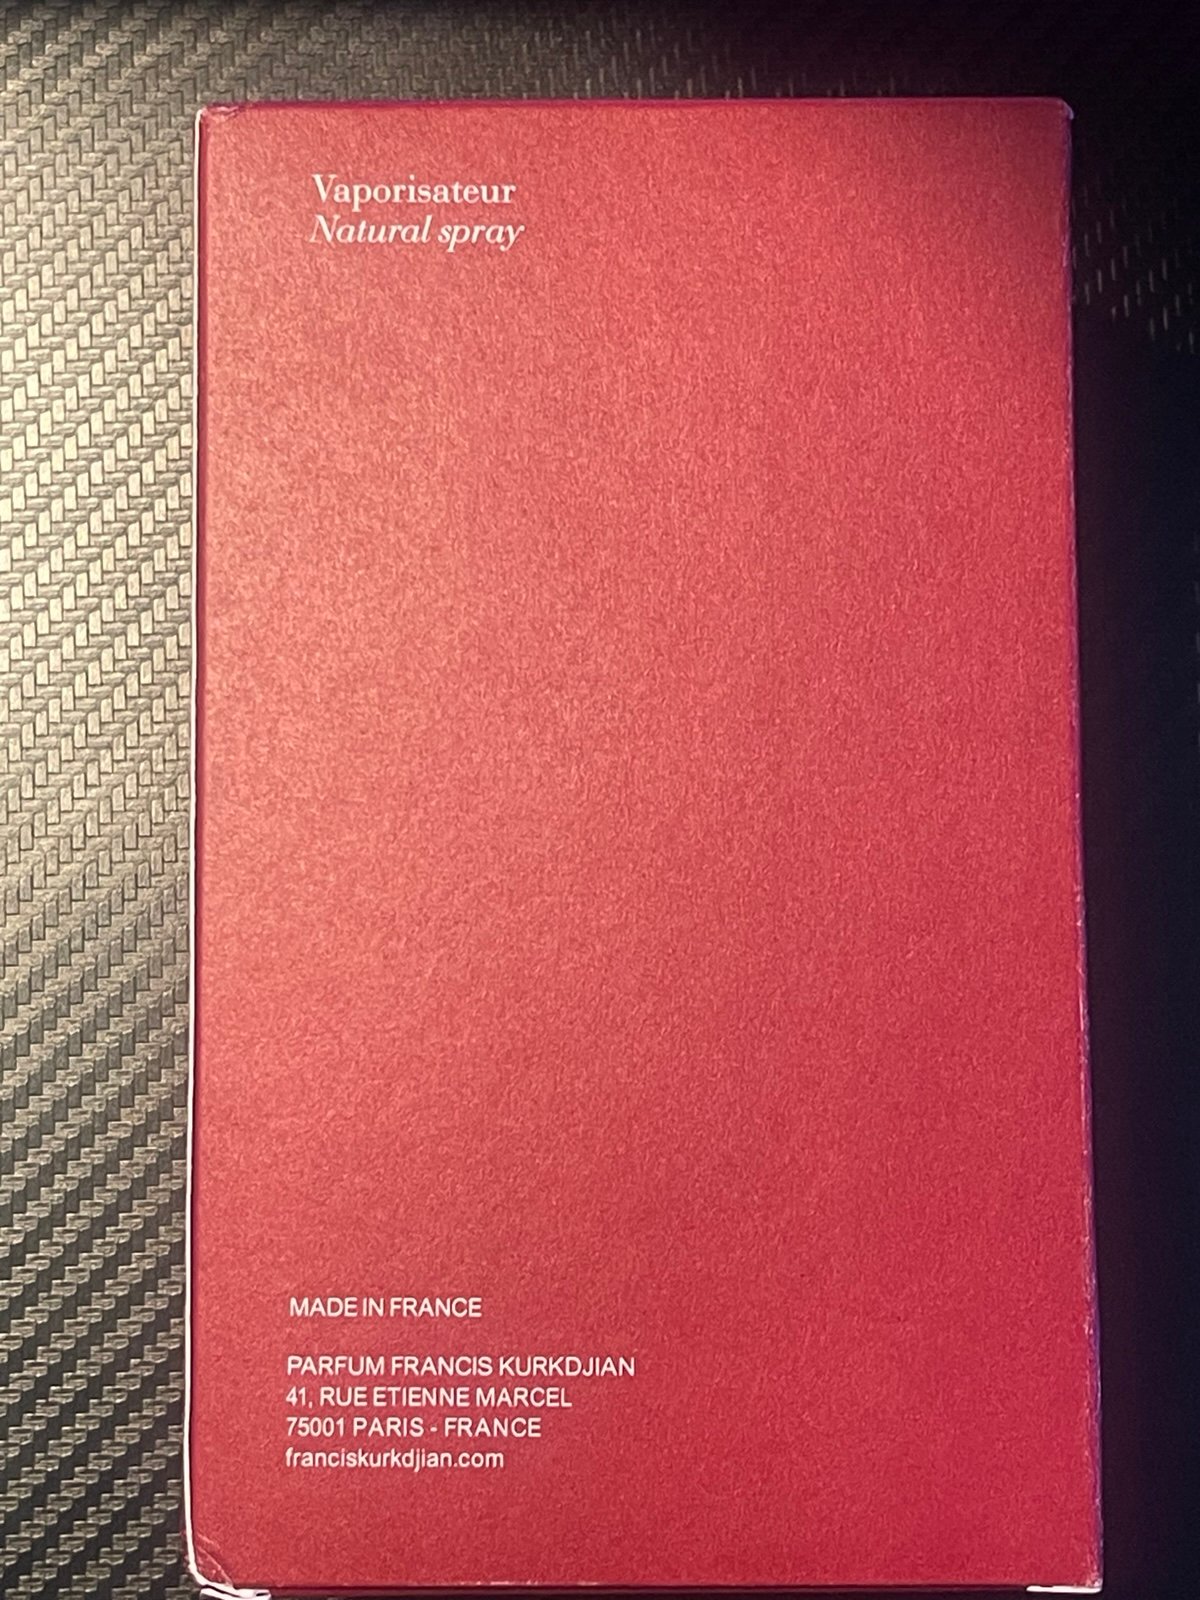 Vaporisateur
Natural spray
MADE IN FRANCE
PARFUM FRANCIS KURKDJIAN
41, RUE ETIENNE MARCEL
75001 PARIS - FRANCE
franciskurkdjian.com